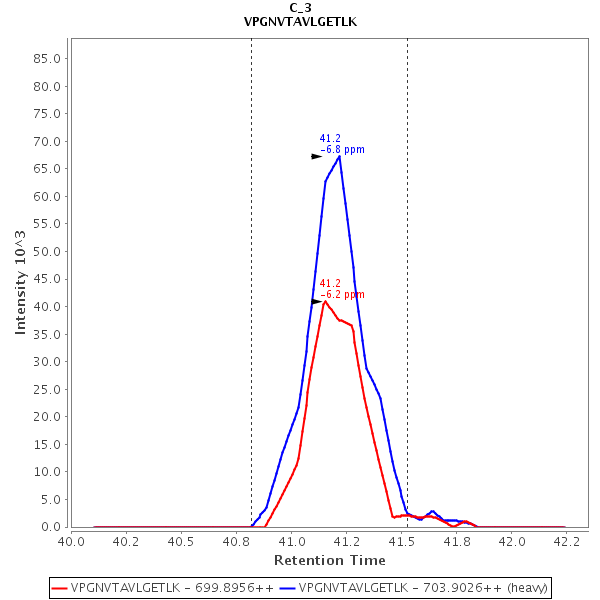 C_3
VPGNVTAVLGETLK
Intensity 10^3
85.0
80.0
75.0
70.0
65.0
60.0
55.0
50.0
45.0
40.0
35.0
30.0
25.0
20.0
15.0
10.0
5.0
0.0
41.2
-6.8 ppm
41.2
-6.2 ppm
40.0 40.2 40.5 40.8 41.0 41.2 41.5 41.8 42.0 42.2
Retention Time
VPGNVTAVLGETLK - 699.8956++ VPGNVTAVLGETLK - 703.9026++ (heavy)